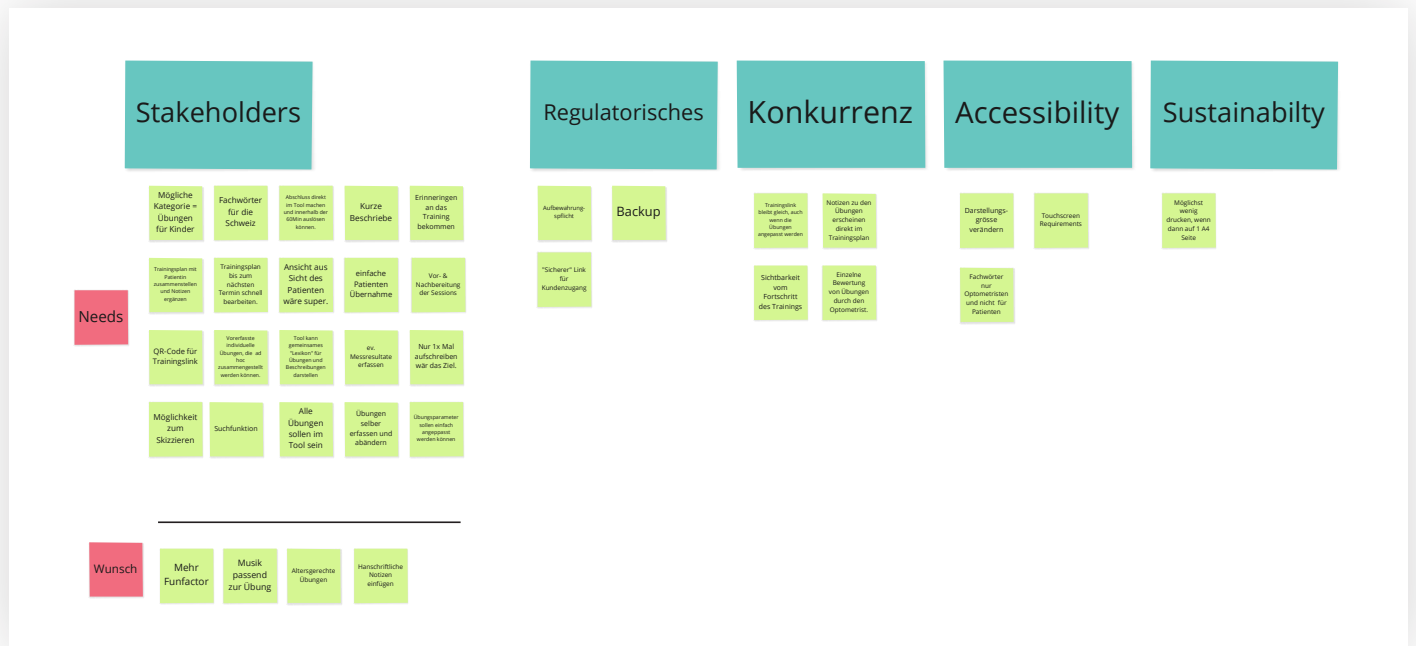 Stakeholders
Regulatorisches
Konkurrenz
Accessibility
Sustainabilty
Needs
Mögliche
Kategorie =
Übungen
für Kinder
Fachwörter
für die
Schweiz
Abschluss direkt
im Tool machen
und innerhalb der
60Min auslösen
können.
Kurze
Beschriebe
Erinneringen
an das
Training
bekommen
Trainingsplan mit
Patientin
zusammenstellen
und Notizen
ergänzen
Trainingsplan
bis zum
nächsten
Termin schnell
bearbeiten.
Ansicht aus
Sicht des
Patienten
wäre super.
einfache
Patienten
Übernahme
Vor- &
Nachbereitung
der Sessions
QR-Code für
Trainingslink
Vorerfasste
individuelle
Übungen, die ad
hoc
zusammengestellt
werden können.
Tool kann
gemeinsames
"Lexikon" für
Übungen und
Beschreibungen
darstellen
ev.
Messresultate
erfassen
Nur 1x Mal
aufschreiben
wär das Ziel.
Möglichkeit
zum
Skizzieren
Suchfunktion
Alle
Übungen
sollen im
Tool sein
Übungen
selber
erfassen und
abändern
Übungsparameter
sollen einfach
angeppasst
werden können
Wunsch
Mehr
Funfactor
Musik
passend
zur Übung
Altersgerechte
Übungen
Hanschriftliche
Notizen
einfügen
Aufbewahrung-
spflicht
Backup
"Sicherer" Link
für
Kundenzugang
Trainingslink
bleibt gleich, auch
wenn die
Übungen
angepasst werden
Notizen zu den
Übungen
erscheinen
direkt im
Trainingsplan
Sichtbarkeit
vom
Fortschritt
des Trainings
Einzelne
Bewertung
von Übungen
durch den
Optometrist.
Darstellungs-
grösse
verändern
Touchscreen
Requirements
Fachwörter
nur
Optometristen
und nicht für
Patienten
Möglichst
wenig
drucken, wenn
dann auf 1 A4
Seite